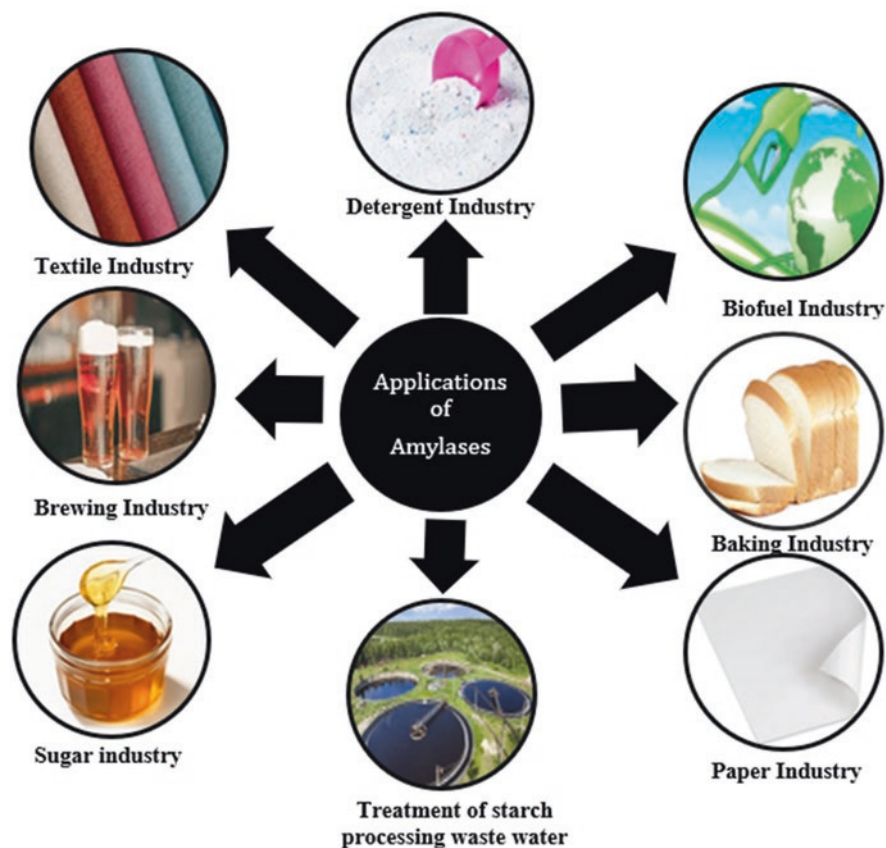 Detergent Industry
Textile Industry
Biofuel Industry
Applications
of
Amylases
Brewing Industry
Baking Industry
Sugar industry
Paper Industry
Treatment of starch
processing waste water